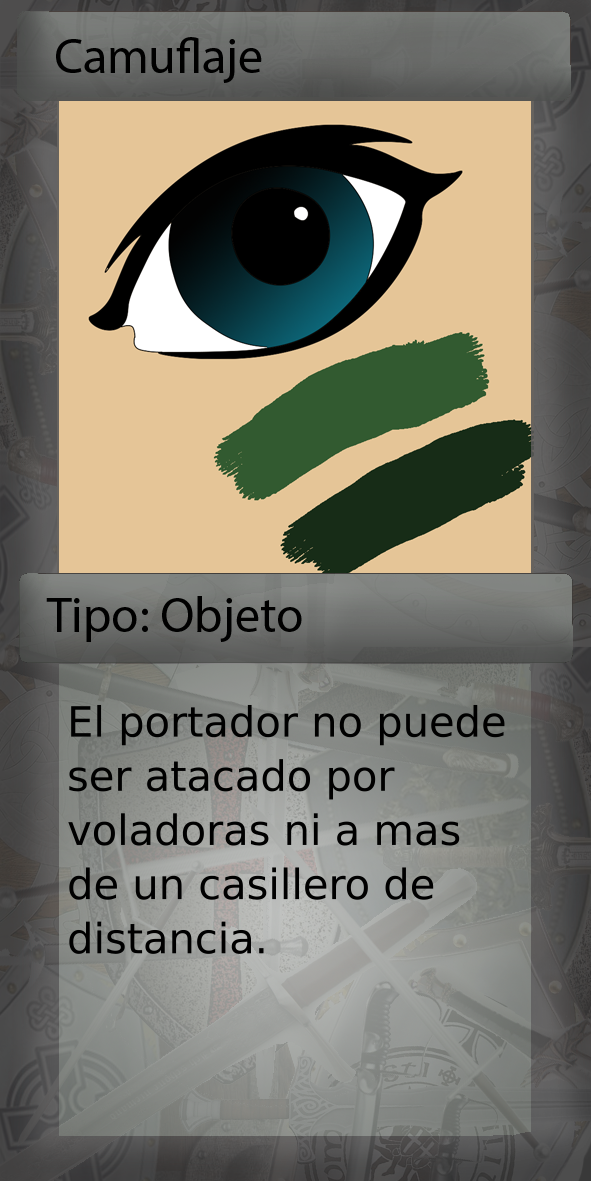 Camuflaje
Tipo: Objeto
El portador no puede
ser atacado por
voladoras ni a mas
de un casillero de
distancia.